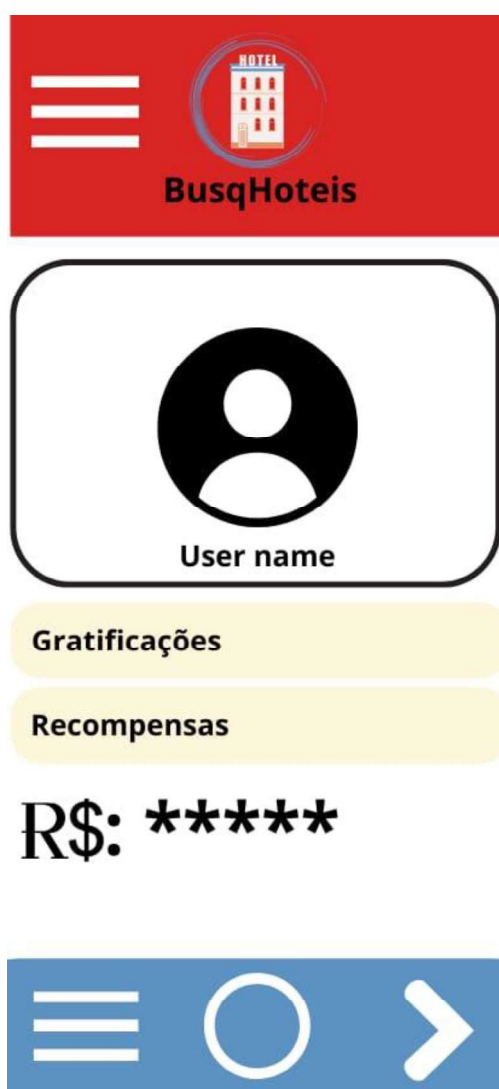 HOTEL
BusqHoteis
User name
Gratificações
Recompensas
R$: *****